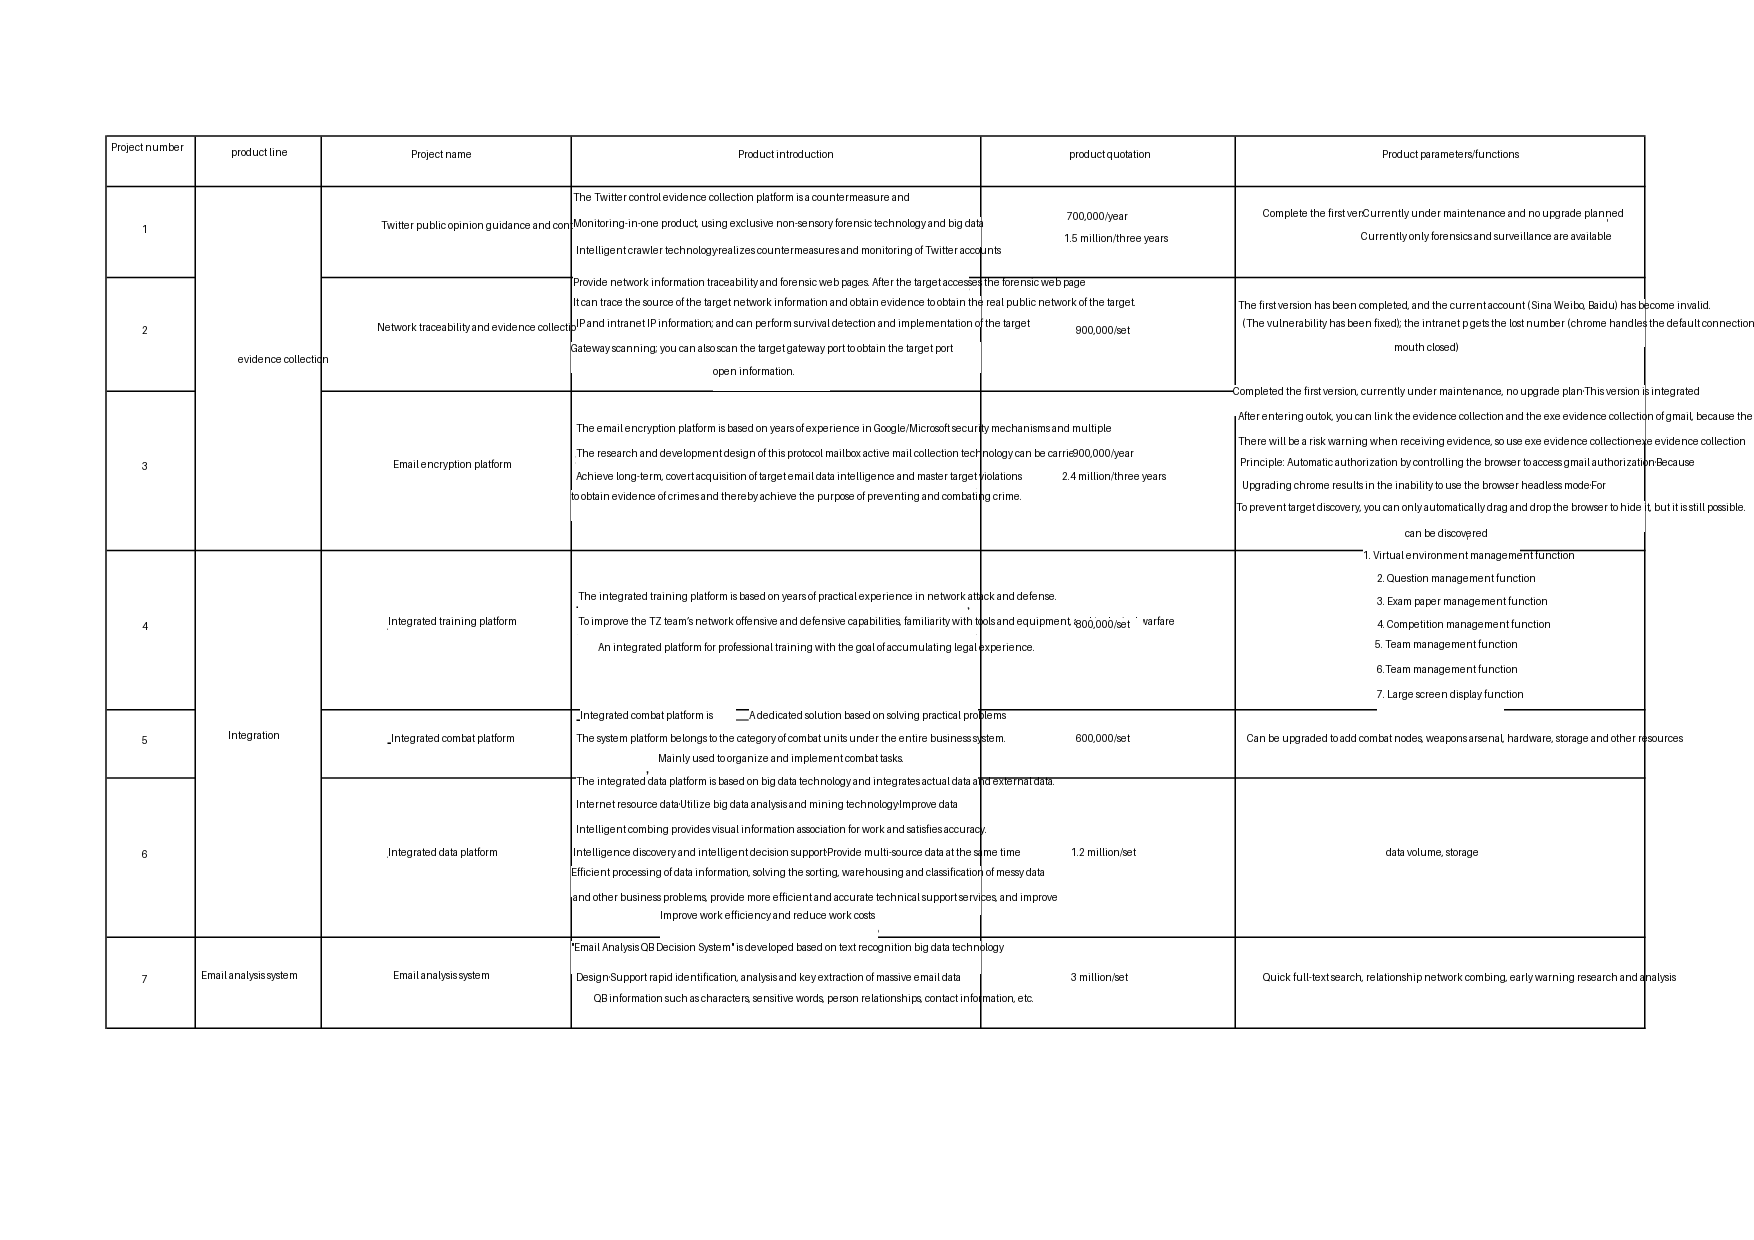 Project number
product line
Project name
Product introduction
product quotation
Product parameters/functions
1
evidence collection
Twitter public opinion guidance and con
The Twitter control evidence collection platform is a countermeasure and
Monitoring-in-one product, using exclusive non-sensory forensic technology and big data
Intelligent crawler technology·realizes countermeasures and monitoring of Twitter accounts
700,000/year
1.5 million/three years
Complete the first ver Currently under maintenance and no upgrade planned
Currently only forensics and surveillance are available
2
Network traceability and evidence collectio
Provide network information traceability and forensic web pages. After the target accesses the forensic web page
It can trace the source of the target network information and obtain evidence to obtain the real public network of the target.
IP and intranet IP information; and can perform survival detection and implementation of the target
Gateway scanning; you can also scan the target gateway port to obtain the target port
open information.
900,000/set
The first version has been completed, and the current account (Sina Weibo, Baidu) has become invalid.
(The vulnerability has been fixed); the intranet p gets the lost number (chrome handles the default connection
mouth closed)
3
Email encryption platform
The email encryption platform is based on years of experience in Google/Microsoft security mechanisms and multiple
The research and development design of this protocol mailbox active mail collection technology can be carrie
Achieve long-term, covert acquisition of target email data intelligence and master target violations
to obtain evidence of crimes and thereby achieve the purpose of preventing and combating crime.
900,000/year
2.4 million/three years
Completed the first version, currently under maintenance, no upgrade plan·This version is integrated
After entering outok, you can link the evidence collection and the exe evidence collection of gmail, because the
There will be a risk warning when receiving evidence, so use exe evidence collection·exe evidence collection
Principle: Automatic authorization by controlling the browser to access gmail authorization·Because
Upgrading chrome results in the inability to use the browser headless mode·For
To prevent target discovery, you can only automatically drag and drop the browser to hide it, but it is still possible.
can be discovered
4
Integration
Integrated training platform
The integrated training platform is based on years of practical experience in network attack and defense.
To improve the TZ team's network offensive and defensive capabilities, familiarity with tools and equipment, warfare
An integrated platform for professional training with the goal of accumulating legal experience.
800,000/set
1. Virtual environment management function
2. Question management function
3. Exam paper management function
4. Competition management function
5. Team management function
6. Team management function
7. Large screen display function
5
Integrated combat platform
Integrated combat platform is A dedicated solution based on solving practical problems
The system platform belongs to the category of combat units under the entire business system.
Mainly used to organize and implement combat tasks.
600,000/set
Can be upgraded to add combat nodes, weapons arsenal, hardware, storage and other resources
6
Integrated data platform
The integrated data platform is based on big data technology and integrates actual data and external data.
Internet resource data·Utilize big data analysis and mining technology·Improve data
Intelligent combing provides visual information association for work and satisfies accuracy.
Intelligence discovery and intelligent decision support·Provide multi-source data at the same time
Efficient processing of data information, solving the sorting, warehousing and classification of messy data
and other business problems, provide more efficient and accurate technical support services, and improve
Improve work efficiency and reduce work costs
1.2 million/set
data volume, storage
7
Email analysis system
Email analysis system
"Email Analysis QB Decision System" is developed based on text recognition big data technology
Design·Support rapid identification, analysis and key extraction of massive email data
QB information such as characters, sensitive words, person relationships, contact information, etc.
3 million/set
Quick full-text search, relationship network combing, early warning research and analysis